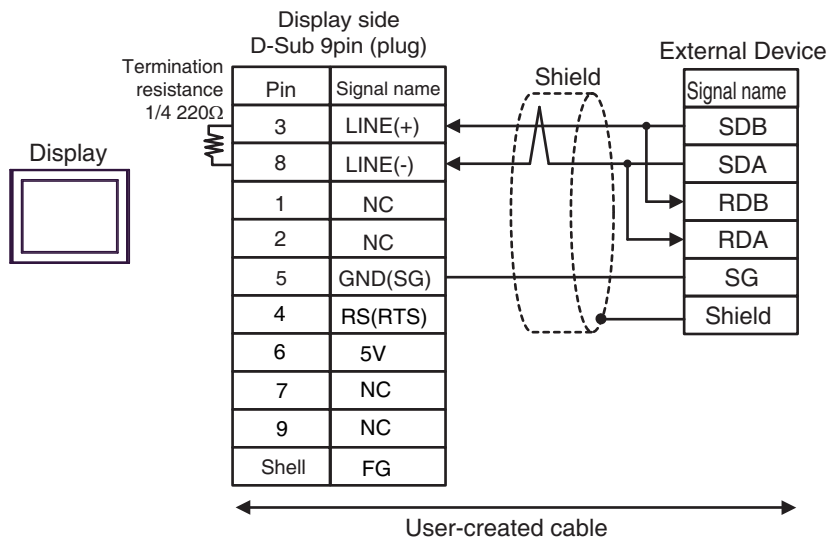 Display side
D-Sub 9pin (plug)
External Device
Termination
resistance
1/4 220Ω
Display
Shield
Pin Signal name
3 LINE(+)
8 LINE(-)
1 NC
2 NC
5 GND(SG)
4 RS(RTS)
6 5V
7 NC
9 NC
Shell FG
Signal name
SDB
SDA
RDB
RDA
SG
Shield
User-created cable